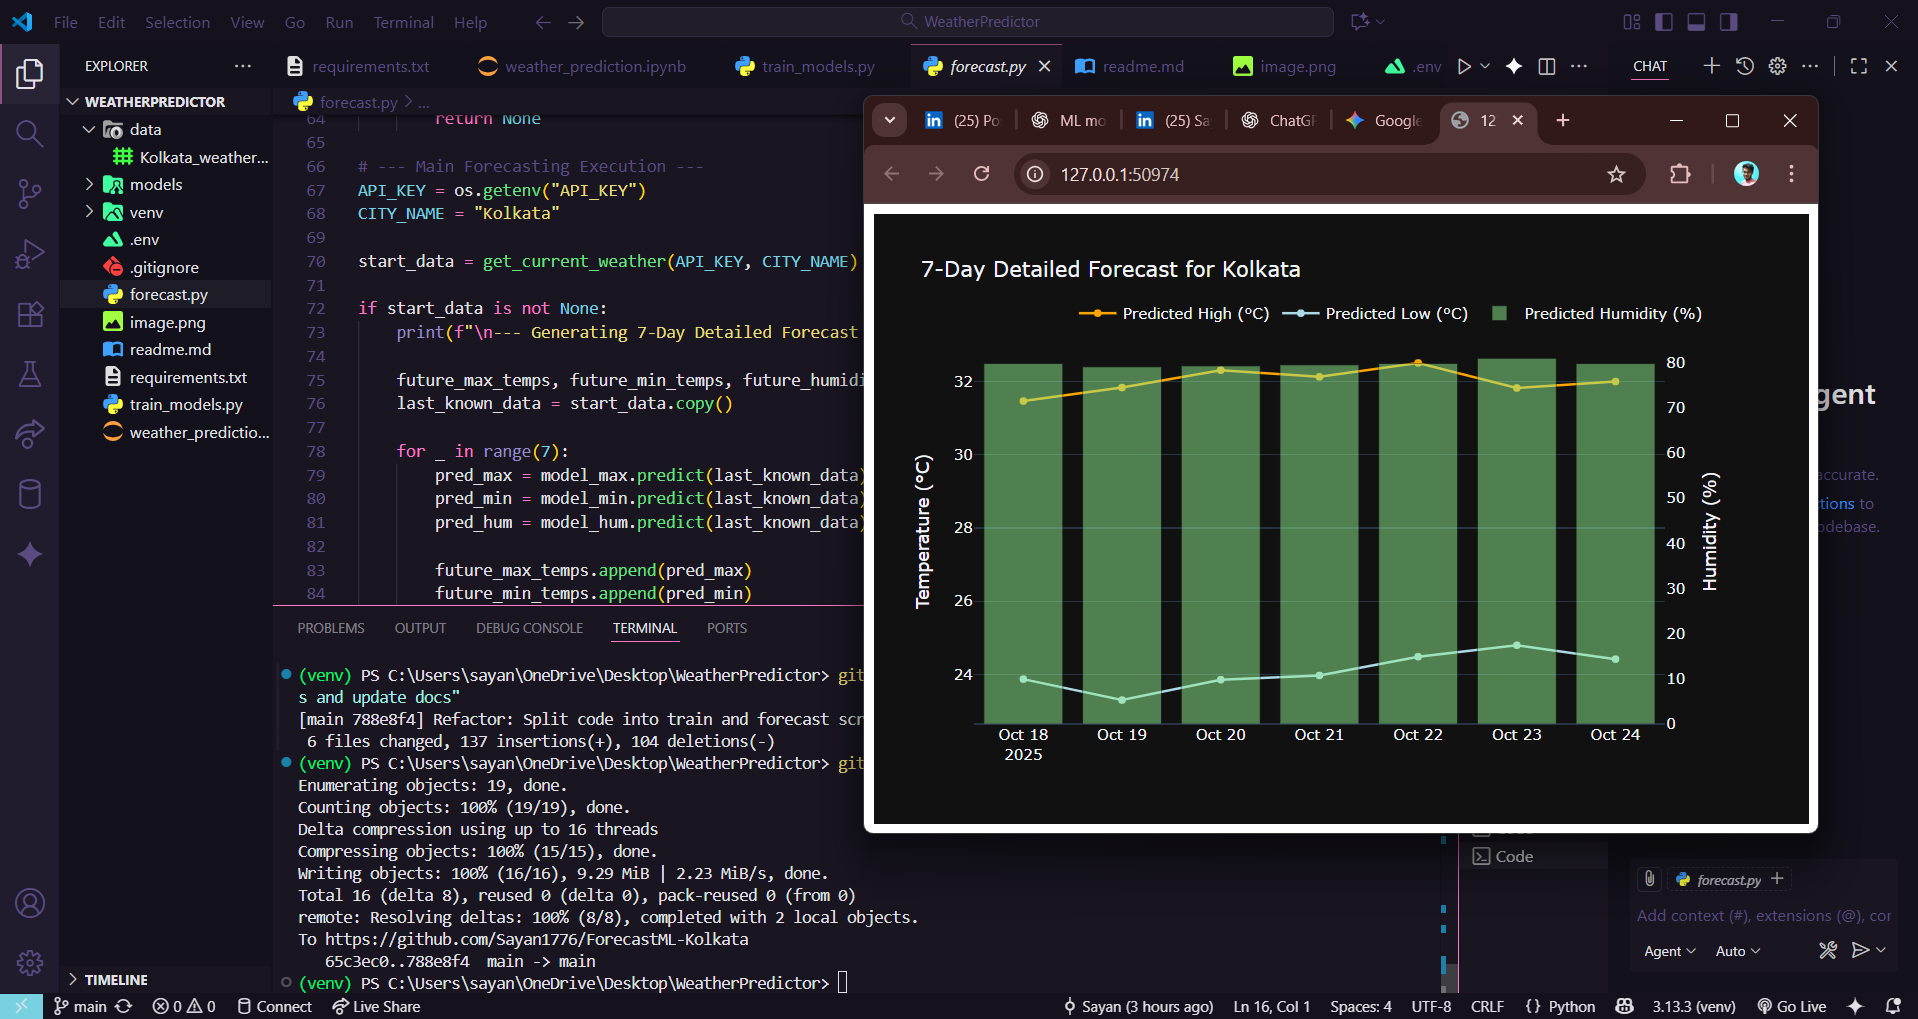 File Edit Selection View Go Run Terminal Help
WeatherPredictor
EXPLORER
requirements.txt
weather_prediction.ipynb
train_models.py
forecast.py
readme.md
image.png
.env
CHAT
WEATHERPREDICTOR
data
Kolkata_weather...
models
venv
.env
.gitignore
forecast.py
image.png
readme.md
requirements.txt
train_models.py
weather_predictio...
TIMELINE
forecast.py > ...
64 return None
65
66 # --- Main Forecasting Execution ---
67 API_KEY = os.getenv("API_KEY")
68 CITY_NAME = "Kolkata"
69
70 start_data = get_current_weather(API_KEY, CITY_NAME)
71
72 if start_data is not None:
73 print(f"\n--- Generating 7-Day Detailed Forecast
74
75 future_max_temps, future_min_temps, future_humidi
76 last_known_data = start_data.copy()
77
78 for _ in range(7):
79 pred_max = model_max.predict(last_known_data)
80 pred_min = model_min.predict(last_known_data)
81 pred_hum = model_hum.predict(last_known_data)
82
83 future_max_temps.append(pred_max)
84 future_min_temps.append(pred_min)
PROBLEMS OUTPUT DEBUG CONSOLE TERMINAL PORTS
(venv) PS C:\Users\sayan\OneDrive\Desktop\WeatherPredictor> git
s and update docs"
[main 788e8f4] Refactor: Split code into train and forecast scr
6 files changed, 137 insertions(+), 104 deletions(-)
(venv) PS C:\Users\sayan\OneDrive\Desktop\WeatherPredictor> git
Enumerating objects: 19, done.
Counting objects: 100% (19/19), done.
Delta compression using up to 16 threads
Compressing objects: 100% (15/15), done.
Writing objects: 100% (16/16), 9.29 MiB | 2.23 MiB/s, done.
Total 16 (delta 8), reused 0 (delta 0), pack-reused 0 (from 0)
remote: Resolving deltas: 100% (8/8), completed with 2 local objects.
To https://github.com/Sayan1776/ForecastML-Kolkata
65c3ec0..788e8f4 main -> main
(venv) PS C:\Users\sayan\OneDrive\Desktop\WeatherPredictor>
(25) Po
ML mo
(25) Sa
ChatGP
Google
12
127.0.0.1:50974
7-Day Detailed Forecast for Kolkata
Predicted High (°C) Predicted Low (°C) Predicted Humidity (%)
Temperature (°C)
32
30
28
26
24
80
70
60
50
40
30
20
10
0
Humidity (%)
Oct 18 Oct 19 Oct 20 Oct 21 Oct 22 Oct 23 Oct 24
2025
gent
accurate.
ctions to
odebase.
Code
forecast.py
Add context (#), extensions (@), cor
Agent Auto
main 0 0 Connect Live Share
Sayan (3 hours ago) Ln 16, Col 1 Spaces: 4 UTF-8 CRLF {} Python 3.13.3 (venv) Go Live